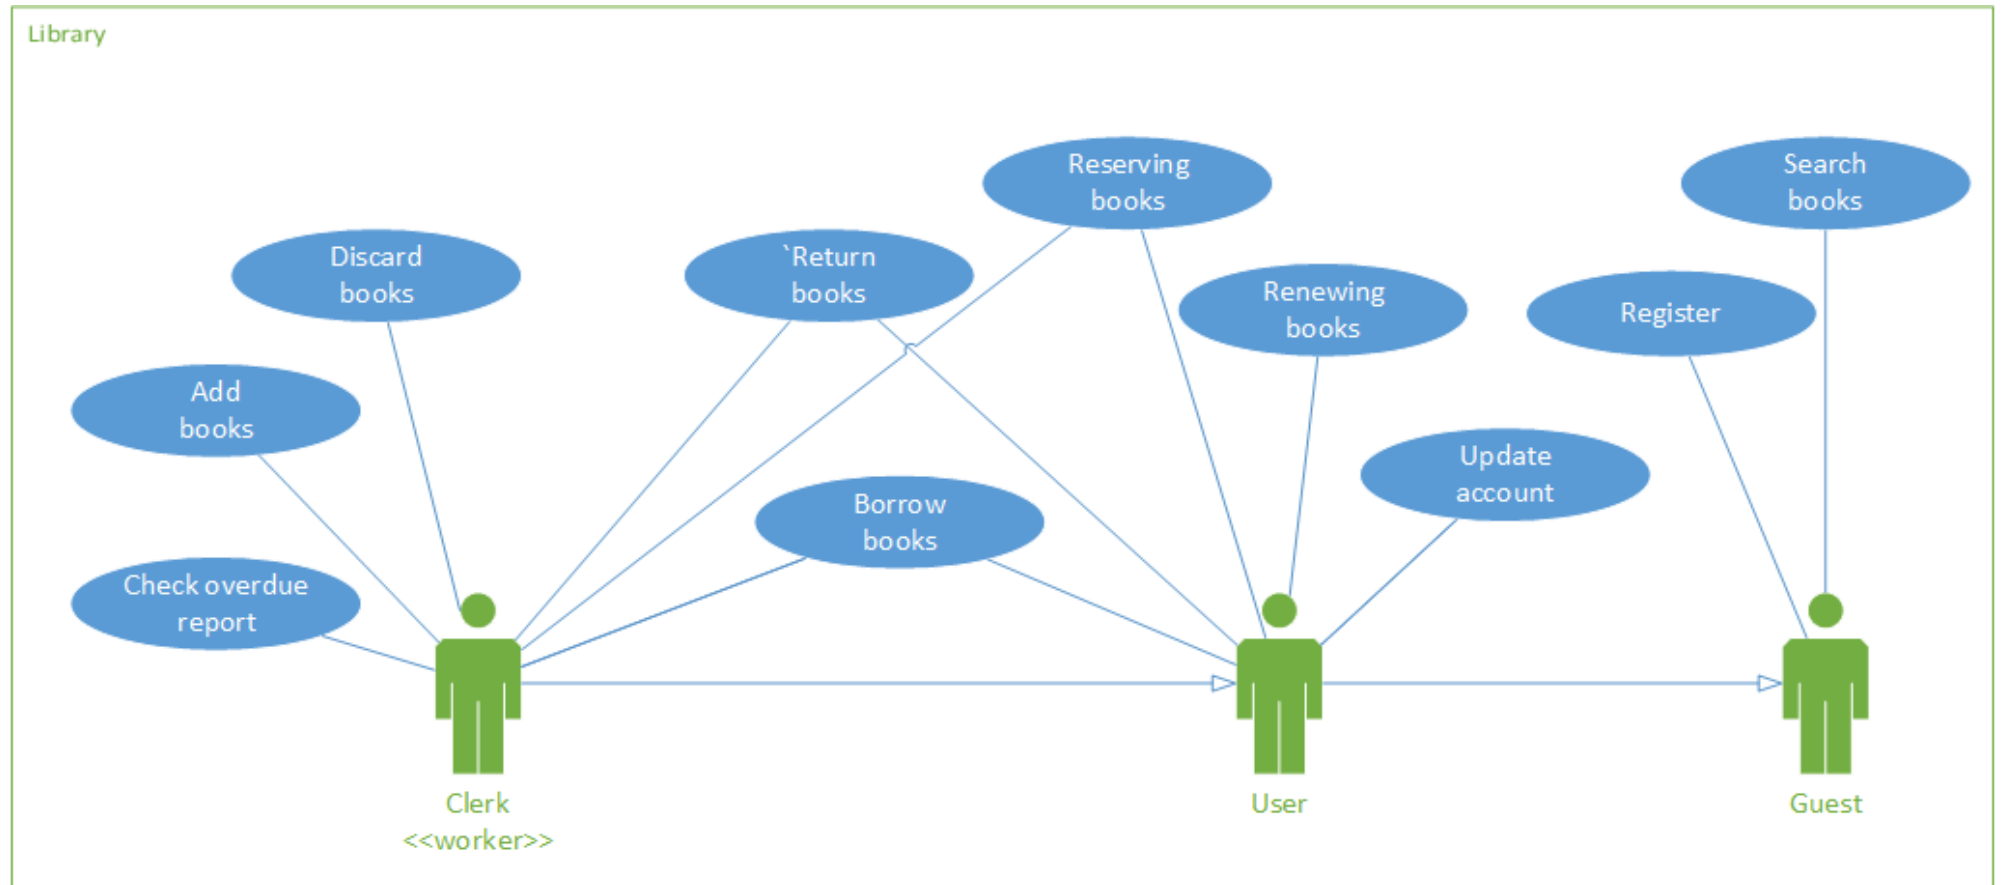 Library
Reserving
books
Search
books
Discard
books
`Return
books
Renewing
books
Register
Add
books
Update
account
Borrow
books
Check overdue
report
Clerk
<<worker>>
User
Guest